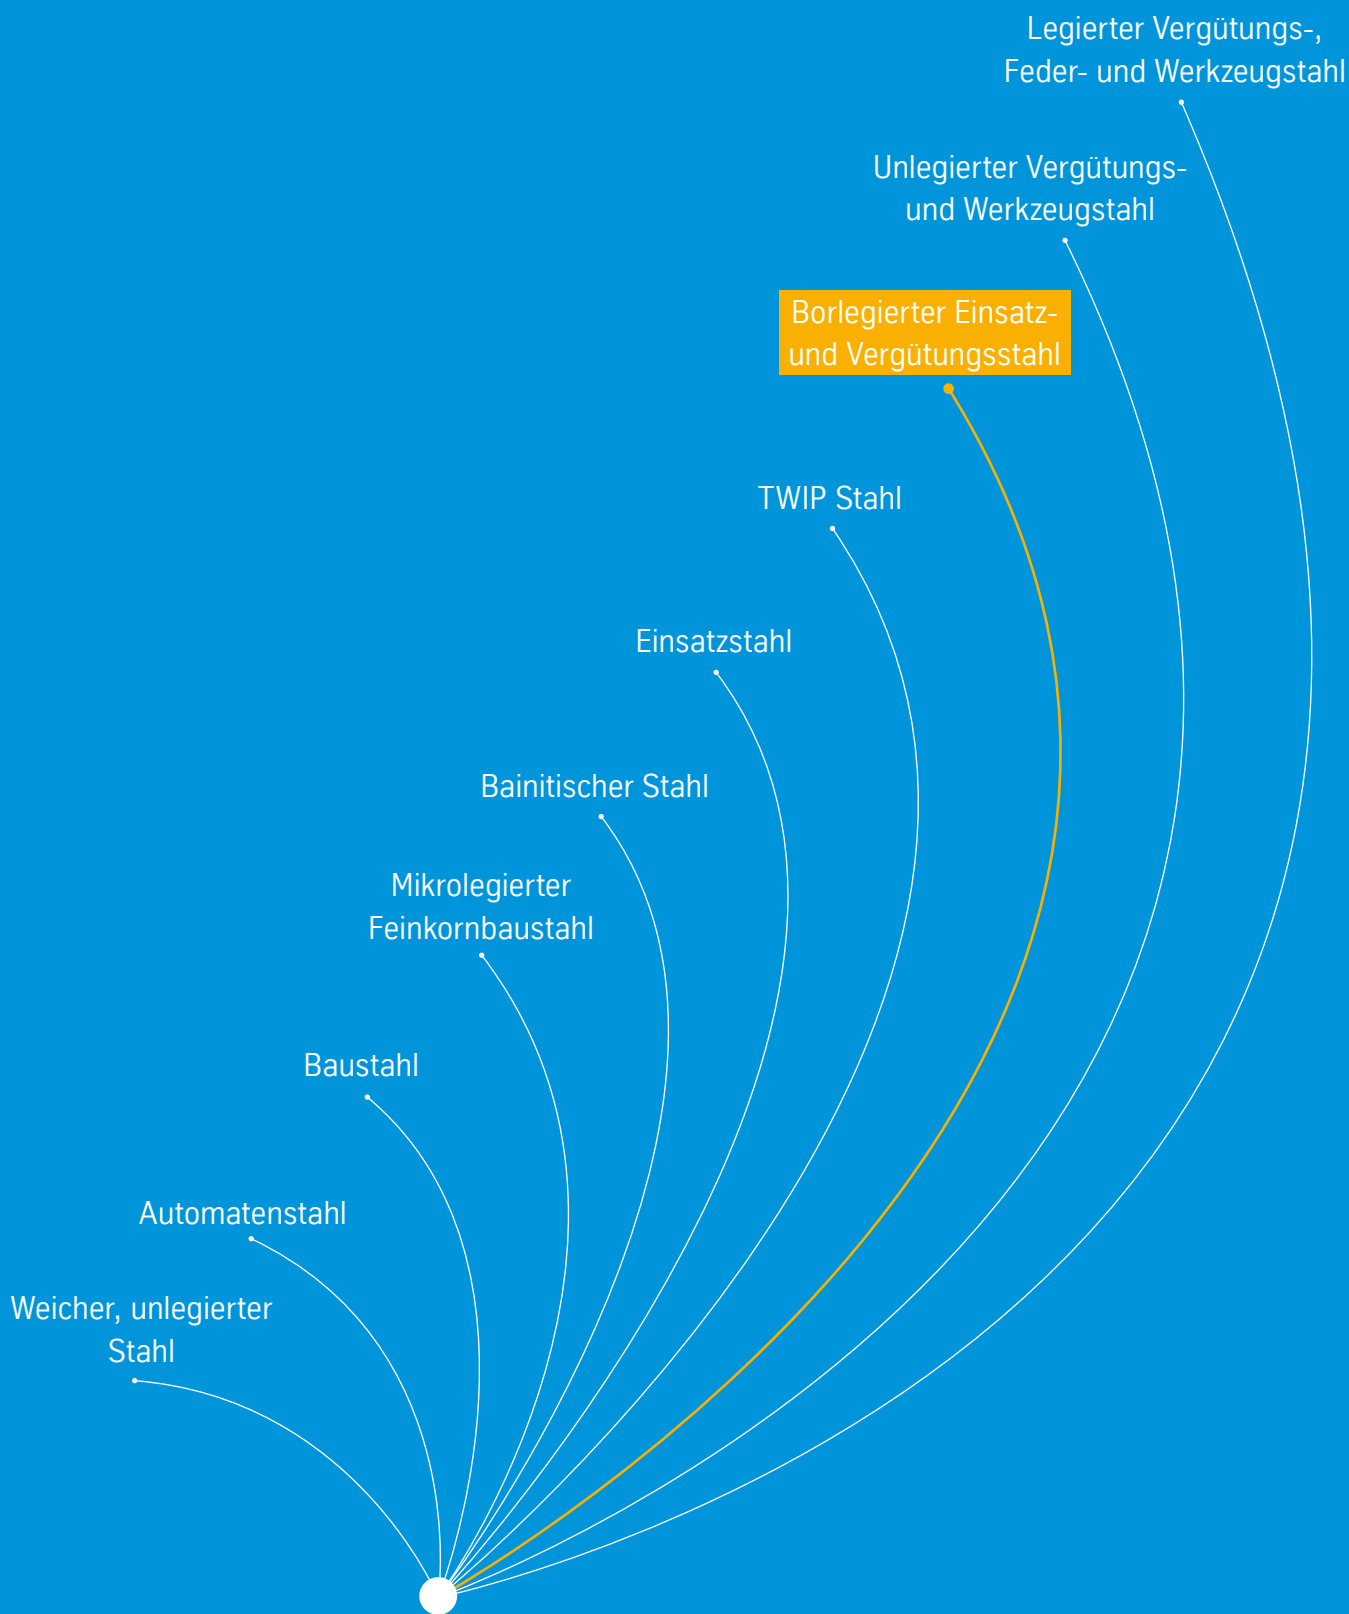 Legierter Vergütungs-,
Feder- und Werkzeugstahl
Unlegierter Vergütungs-
und Werkzeugstahl
Borlegierter Einsatz-
und Vergütungsstahl
TWIP Stahl
Einsatzstahl
Bainitischer Stahl
Mikrolegierter
Feinkornbaustahl
Baustahl
Automatenstahl
Weicher, unlegierter
Stahl